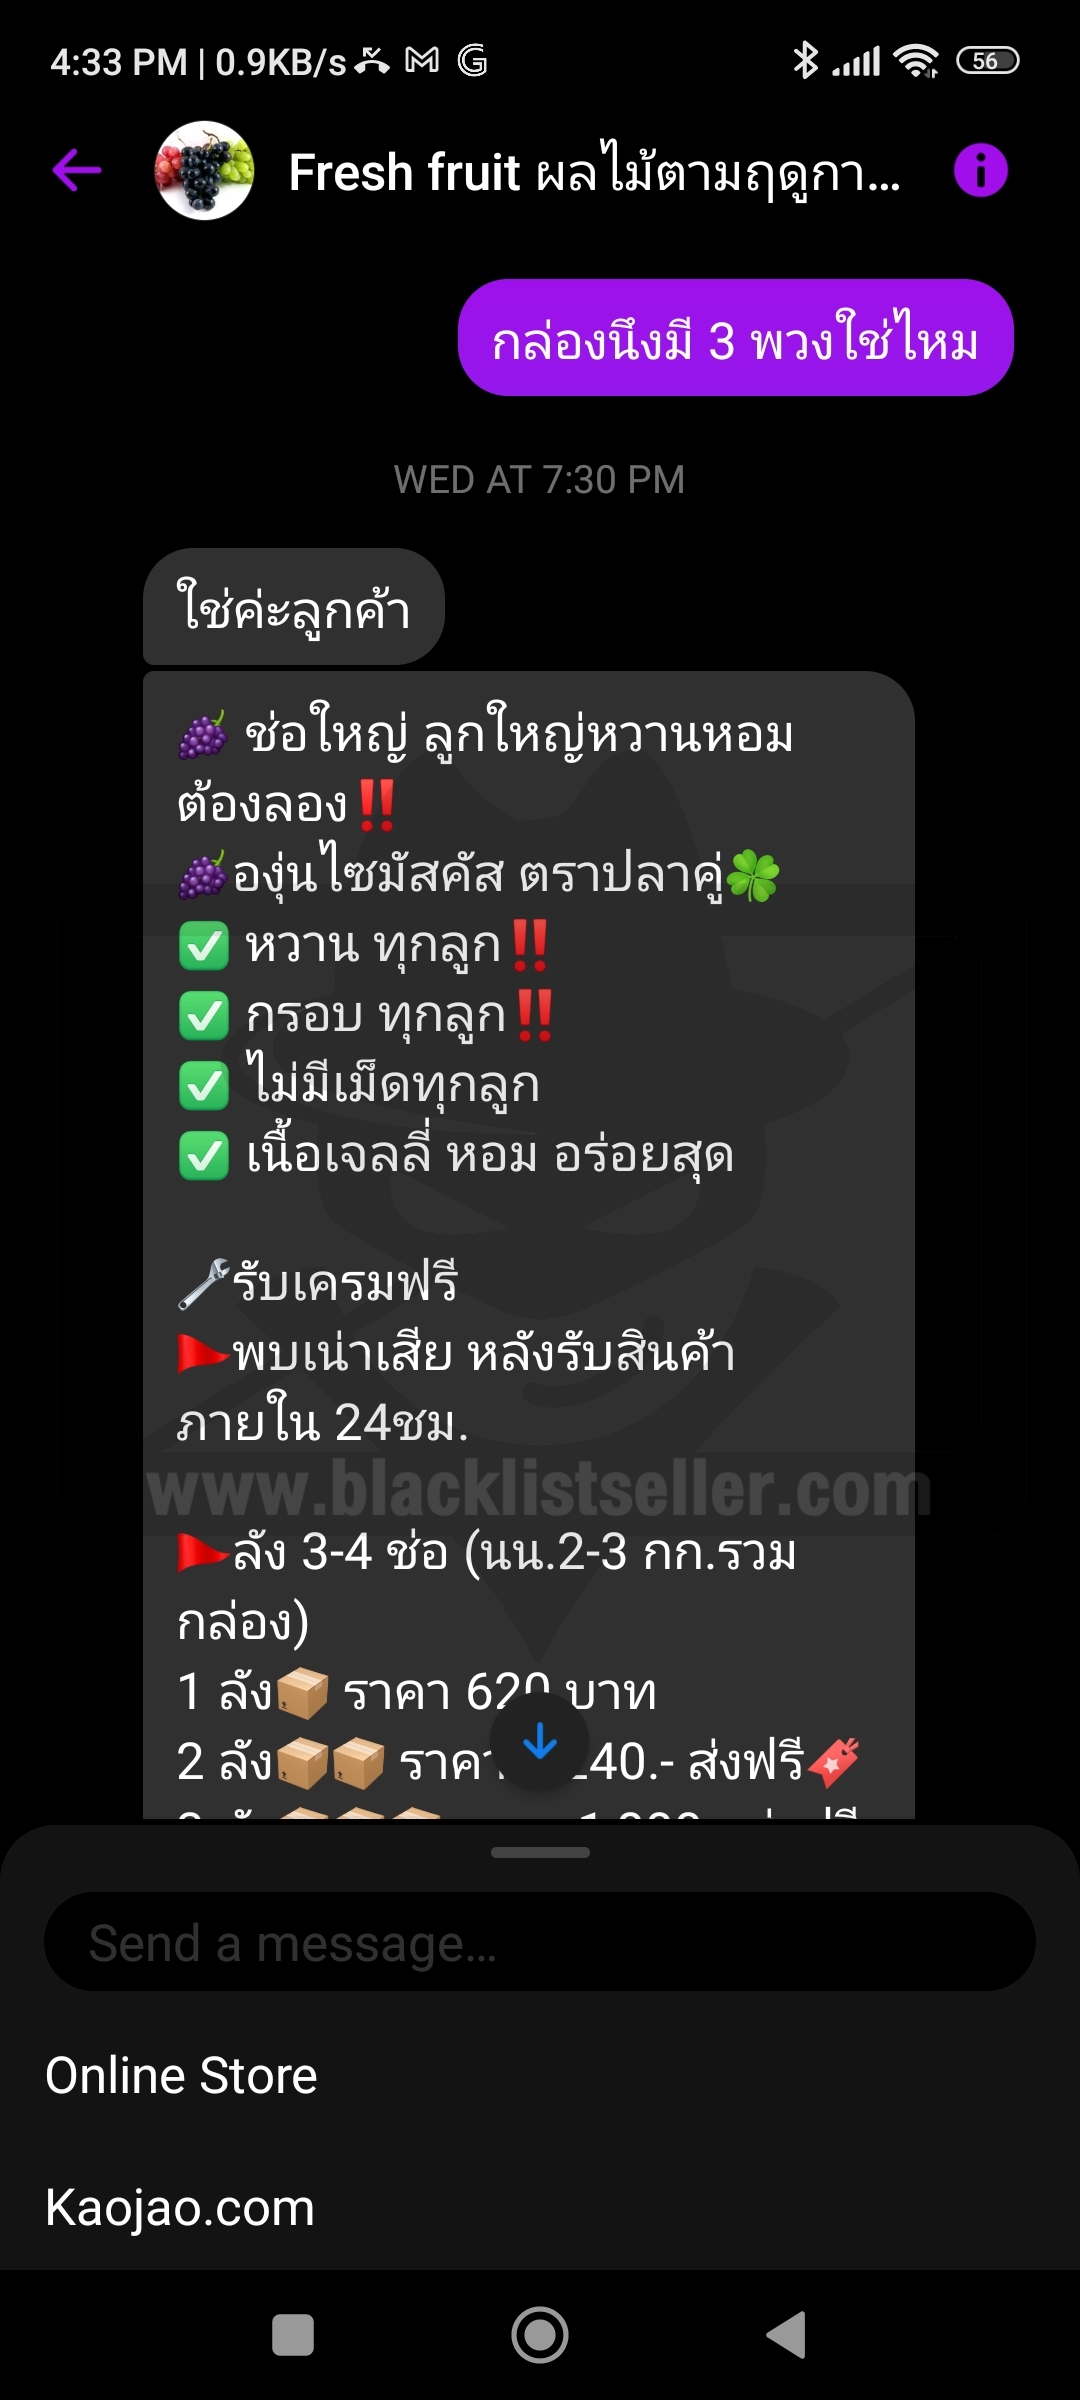 4:33 PM | 0.9KB/s
56
Fresh fruit ผลไม้ตามฤดูกา...
กล่องนึงมี 3 พวงใช่ไหม
WED AT 7:30 PM
ใช่ค่ะลูกค้า
🍇 ช่อใหญ่ ลูกใหญ่หวานหอม
ต้องลอง‼️
🍇องุ่นไซมัสคัส ตราปลาคู่🍀
✅ หวาน ทุกลูก‼️
✅ กรอบ ทุกลูก‼️
✅ ไม่มีเม็ดทุกลูก
✅ เนื้อเจลลี่ หอม อร่อยสุด
🔧รับเครมฟรี
🚩พบเน่าเสีย หลังรับสินค้า
ภายใน 24ชม.
www.blacklistseller.com
🚩ลัง 3-4 ช่อ (นน.2-3 กก.รวม
กล่อง)
1 ลัง📦 ราคา 620 บาท
2 ลัง📦📦 ราคา 40.- ส่งฟรี🔖
Send a message...
Online Store
Kaojao.com